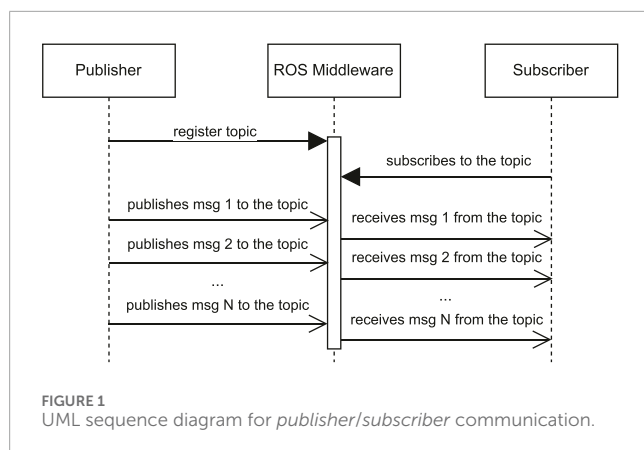 Publisher
ROS Middleware
Subscriber
register topic
subscribes to the topic
publishes msg 1 to the topic
receives msg 1 from the topic
publishes msg 2 to the topic
receives msg 2 from the topic
...
...
publishes msg N to the topic
receives msg N from the topic
FIGURE 1
UML sequence diagram for publisher/subscriber communication.